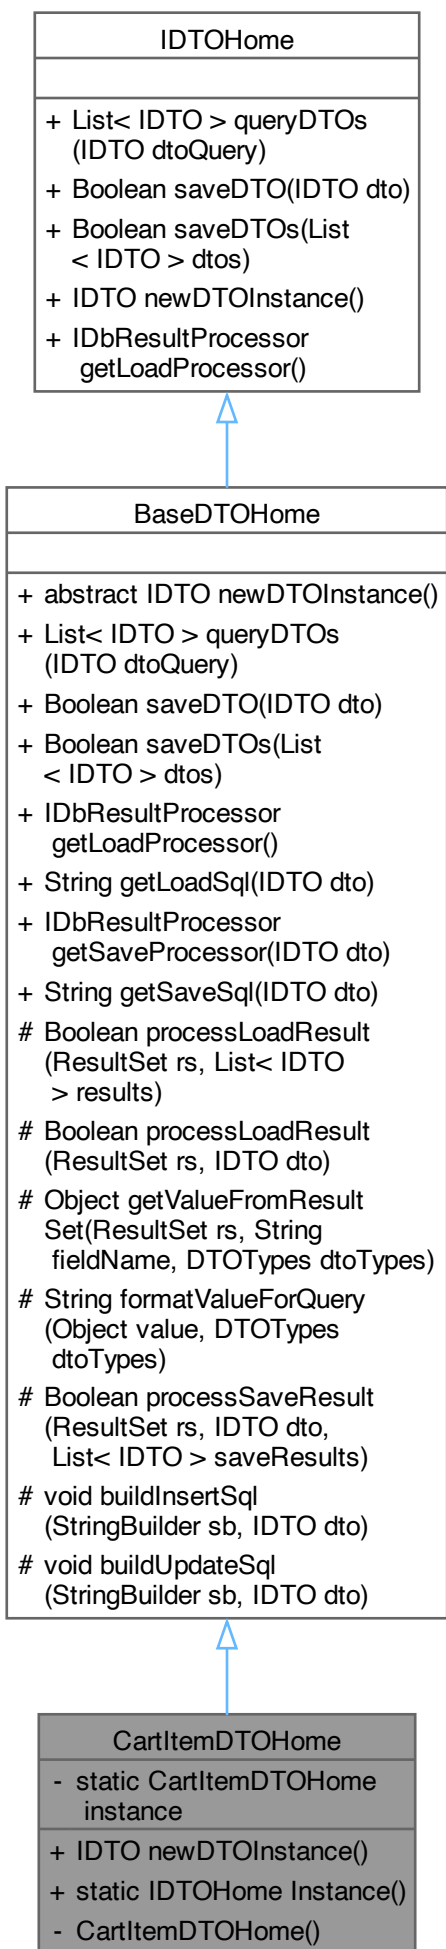 IDTOHome
+ List< IDTO > queryDTOs
(IDTO dtoQuery)
+ Boolean saveDTO(IDTO dto)
+ Boolean saveDTOs(List
< IDTO > dtos)
+ IDTO newDTOInstance()
+ IDbResultProcessor
getLoadProcessor()
BaseDTOHome
+ abstract IDTO newDTOInstance()
+ List< IDTO > queryDTOs
(IDTO dtoQuery)
+ Boolean saveDTO(IDTO dto)
+ Boolean saveDTOs(List
< IDTO > dtos)
+ IDbResultProcessor
getLoadProcessor()
+ String getLoadSql(IDTO dto)
+ IDbResultProcessor
getSaveProcessor(IDTO dto)
+ String getSaveSql(IDTO dto)
# Boolean processLoadResult
(ResultSet rs, List< IDTO
> results)
# Boolean processLoadResult
(ResultSet rs, IDTO dto)
# Object getValueFromResult
Set(ResultSet rs, String
fieldName, DTOTypes dtoTypes)
# String formatValueForQuery
(Object value, DTOTypes
dtoTypes)
# Boolean processSaveResult
(ResultSet rs, IDTO dto,
List< IDTO > saveResults)
# void buildInsertSql
(StringBuilder sb, IDTO dto)
# void buildUpdateSql
(StringBuilder sb, IDTO dto)
CartItemDTOHome
- static CartItemDTOHome
instance
+ IDTO newDTOInstance()
+ static IDTOHome Instance()
- CartItemDTOHome()